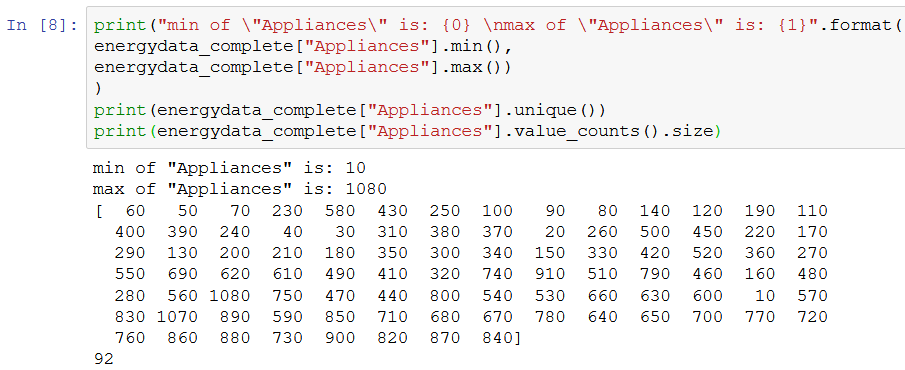 In [8]: print("min of \"Appliances\" is: {0} \nmax of \"Appliances\" is: {1}".format(
energydata_complete["Appliances"].min(),
energydata_complete["Appliances"].max())
)
print(energydata_complete["Appliances"].unique())
print(energydata_complete["Appliances"].value_counts().size)
min of "Appliances" is: 10
max of "Appliances" is: 1080
[  60   50   70  230  580  430  250  100   90   80  140  120  190  110
  400  390  240   40   30  310  380  370   20  260  500  450  220  170
  290  130  200  210  180  350  300  340  150  330  420  520  360  270
  550  690  620  610  490  410  320  740  910  510  790  460  160  480
  280  560 1080  750  470  440  800  540  530  660  630  600   10  570
  830 1070  890  590  850  710  680  670  780  640  650  700  770  720
  760  860  880  730  900  820  870  840]
92